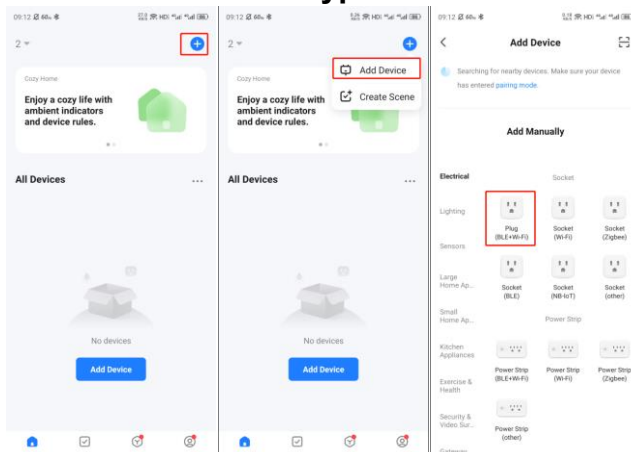 09:12
2
Cozy Home
Enjoy a cozy life with
ambient indicators
and device rules.
All Devices
...
No devices
Add Device
09:12
2
Add Device
Create Scene
Cozy Home
Enjoy a cozy life with
ambient indicators
and device rules.
All Devices
...
No devices
Add Device
09:12
Add Device
Searching for nearby devices. Make sure your device
has entered pairing mode.
Add Manually
Electrical
Lighting
Sensors
Large
Home Ap...
Small
Home Ap...
Kitchen
Appliances
Exercise &
Health
Security &
Video Sur...
Gateway
Socket
Plug
(BLE+Wi-Fi)
Socket
(Wi-Fi)
Socket
(Zigbee)
Socket
(BLE)
Socket
(NB-IoT)
Socket
(other)
Power Strip
Power Strip
(BLE+Wi-Fi)
Power Strip
(Wi-Fi)
Power Strip
(Zigbee)
Power Strip
(other)